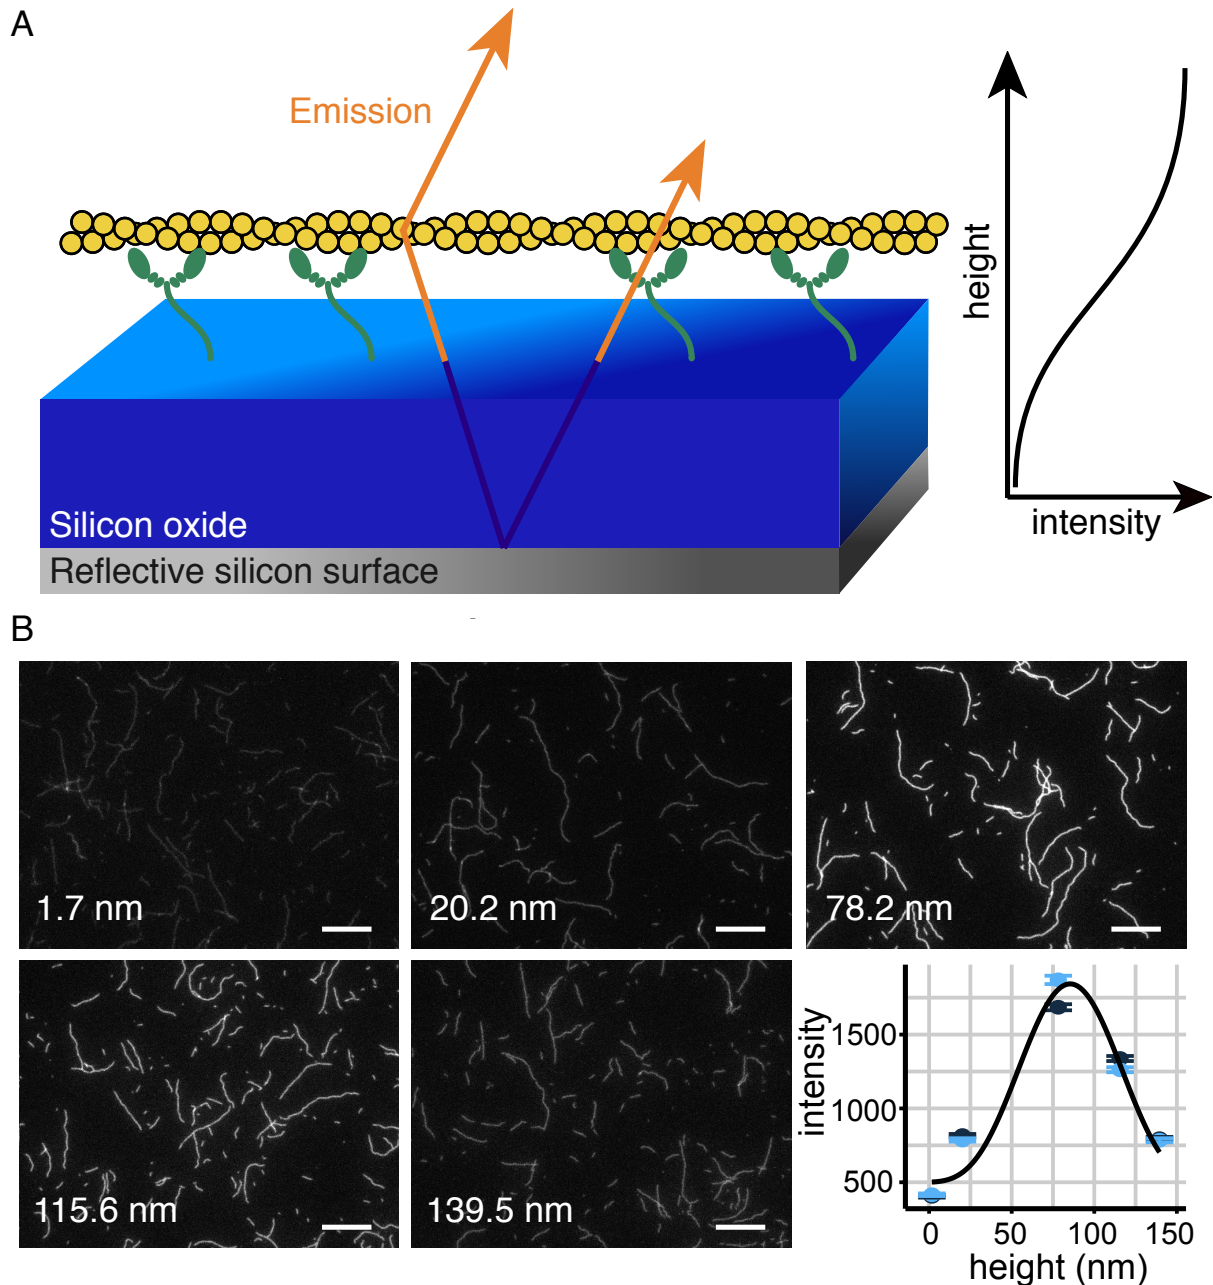 A
Emission
height
intensity
Silicon oxide
Reflective silicon surface
B
1.7 nm
20.2 nm
78.2 nm
115.6 nm
139.5 nm
intensity
1500
1000
500
0
50
100
150
height (nm)